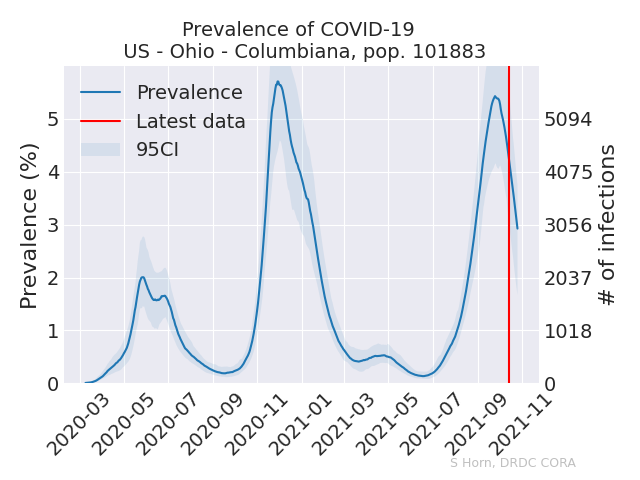 Prevalence of COVID-19
US - Ohio - Columbiana, pop. 101883
Prevalence
Latest data
95CI
Prevalence (%)
5
4
3
2
1
0
5094
4075
3056
2037
1018
0
# of infections
2020-03
2020-05
2020-07
2020-09
2020-11
2021-01
2021-03
2021-05
2021-07
2021-09
2021-11
S Horn, DRDC CORA